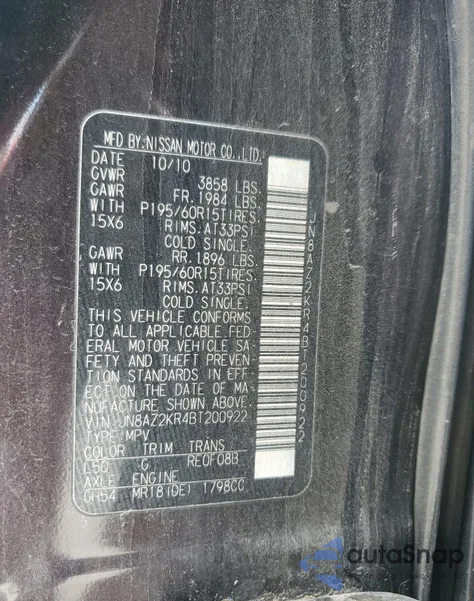 MFD BY:NISSAN MOTOR CO.,LTD.
DATE 10/10
GVWR 3858 LBS.
GAWR FR.1984 LBS.
WITH P195/60R15TIRES.
15X6 RIMS.AT33PSI
COLD SINGLE.
GAWR RR.1896 LBS.
WITH P195/60R15TIRES.
15X6 RIMS.AT33PSI
COLD SINGLE.
THIS VEHICLE CONFORMS
TO ALL APPLICABLE.FED-
ERAL MOTOR VEHICLE SA-
FETY AND THEFT PREVEN-
TION STANDARDS IN EFF-
ECT ON THE DATE OF MA-
NUFACTURE SHOWN ABOVE.
VIN:JN8AZ2KR4BT200922
TYPE:MPV
COLOR TRIM TRANS
L50 G RE0F08B
AXLE ENGINE
GH54 MR18(DE) 1798CC
JN8AZ2KR4BT200922
autoSnap